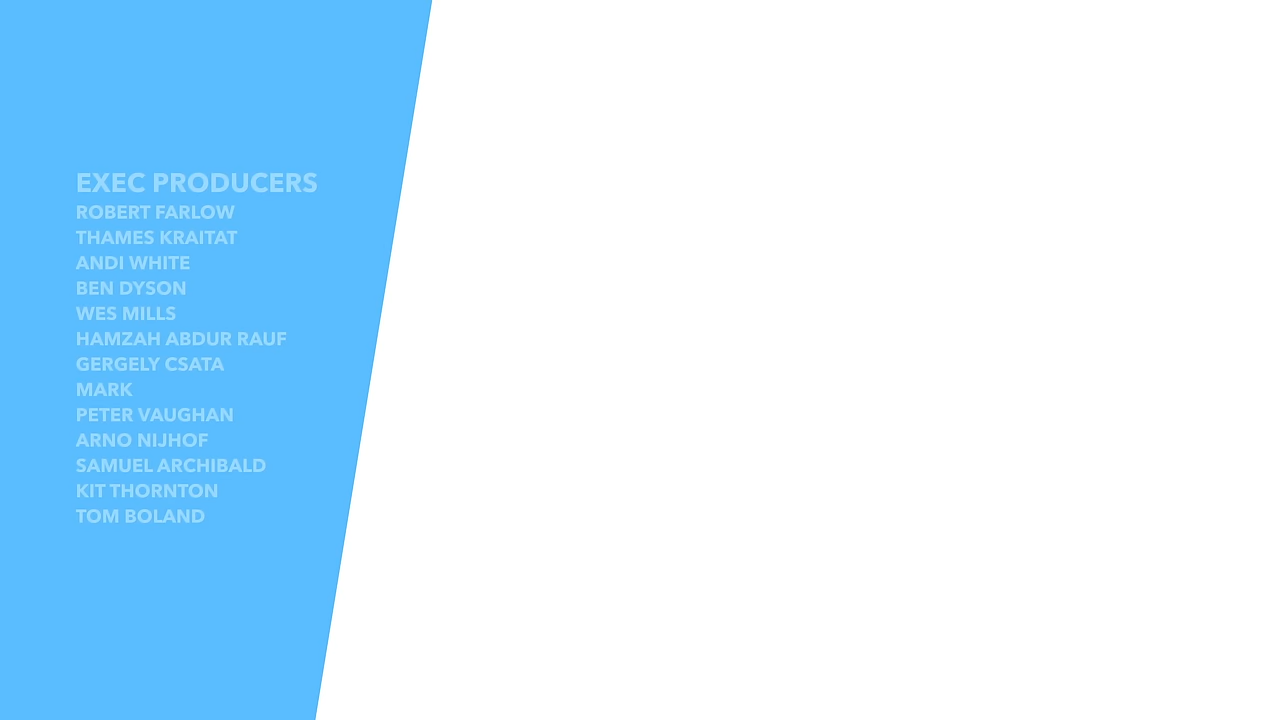 EXEC PRODUCERS
ROBERT FARLOW
THAMES KRAITAT
ANDI WHITE
BEN DYSON
WES MILLS
HAMZAH ABDUR RAUF
GERGELY CSATA
MARK
PETER VAUGHAN
ARNO NIJHOF
SAMUEL ARCHIBALD
KIT THORNTON
TOM BOLAND